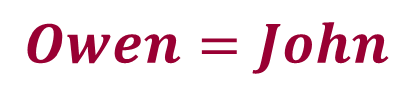 Owen = John